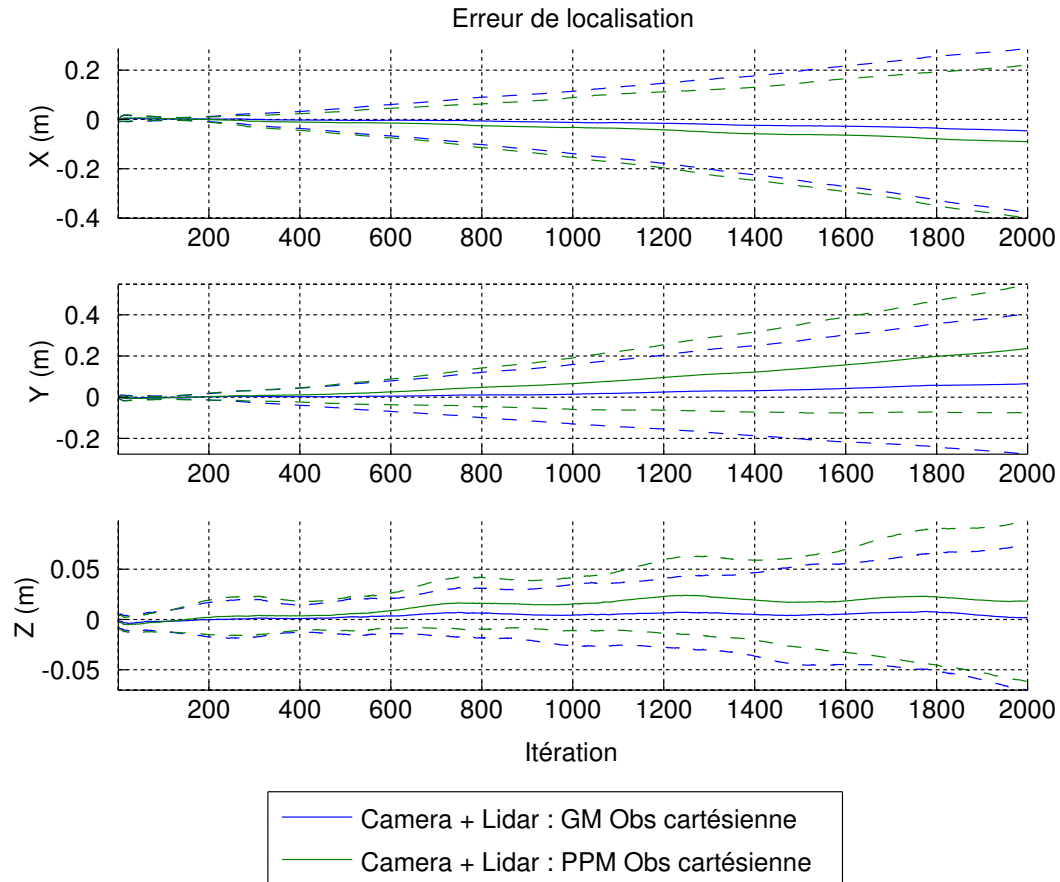 Erreur de localisation
0.2
0
-0.2
-0.4
X (m)
200 400 600 800 1000 1200 1400 1600 1800 2000
0.4
0.2
0
-0.2
Y (m)
200 400 600 800 1000 1200 1400 1600 1800 2000
0.05
0
-0.05
Z (m)
200 400 600 800 1000 1200 1400 1600 1800 2000
Itération
Camera + Lidar : GM Obs cartésienne
Camera + Lidar : PPM Obs cartésienne